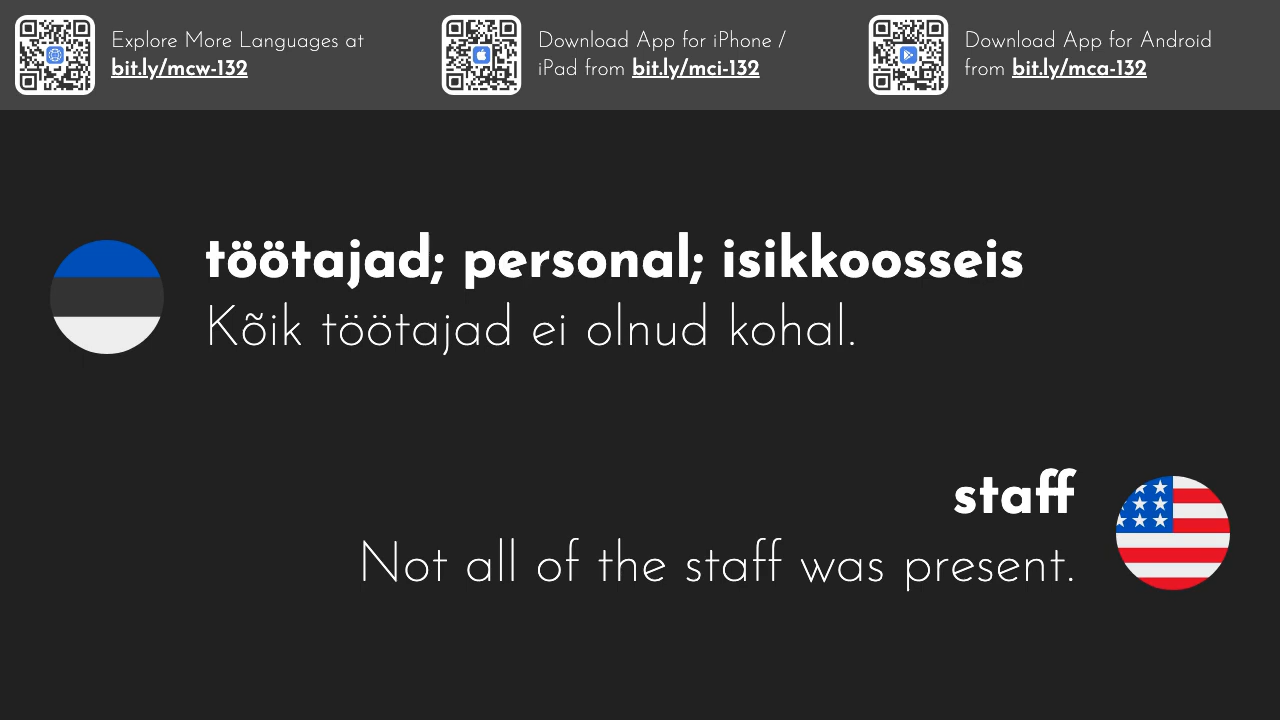 Explore More Languages at
bit.ly/mcw-132
Download App for iPhone /
iPad from bit.ly/mci-132
Download App for Android
from bit.ly/mca-132
töötajad; personal; isikkoosseis
Kõik töötajad ei olnud kohal.
staff
Not all of the staff was present.